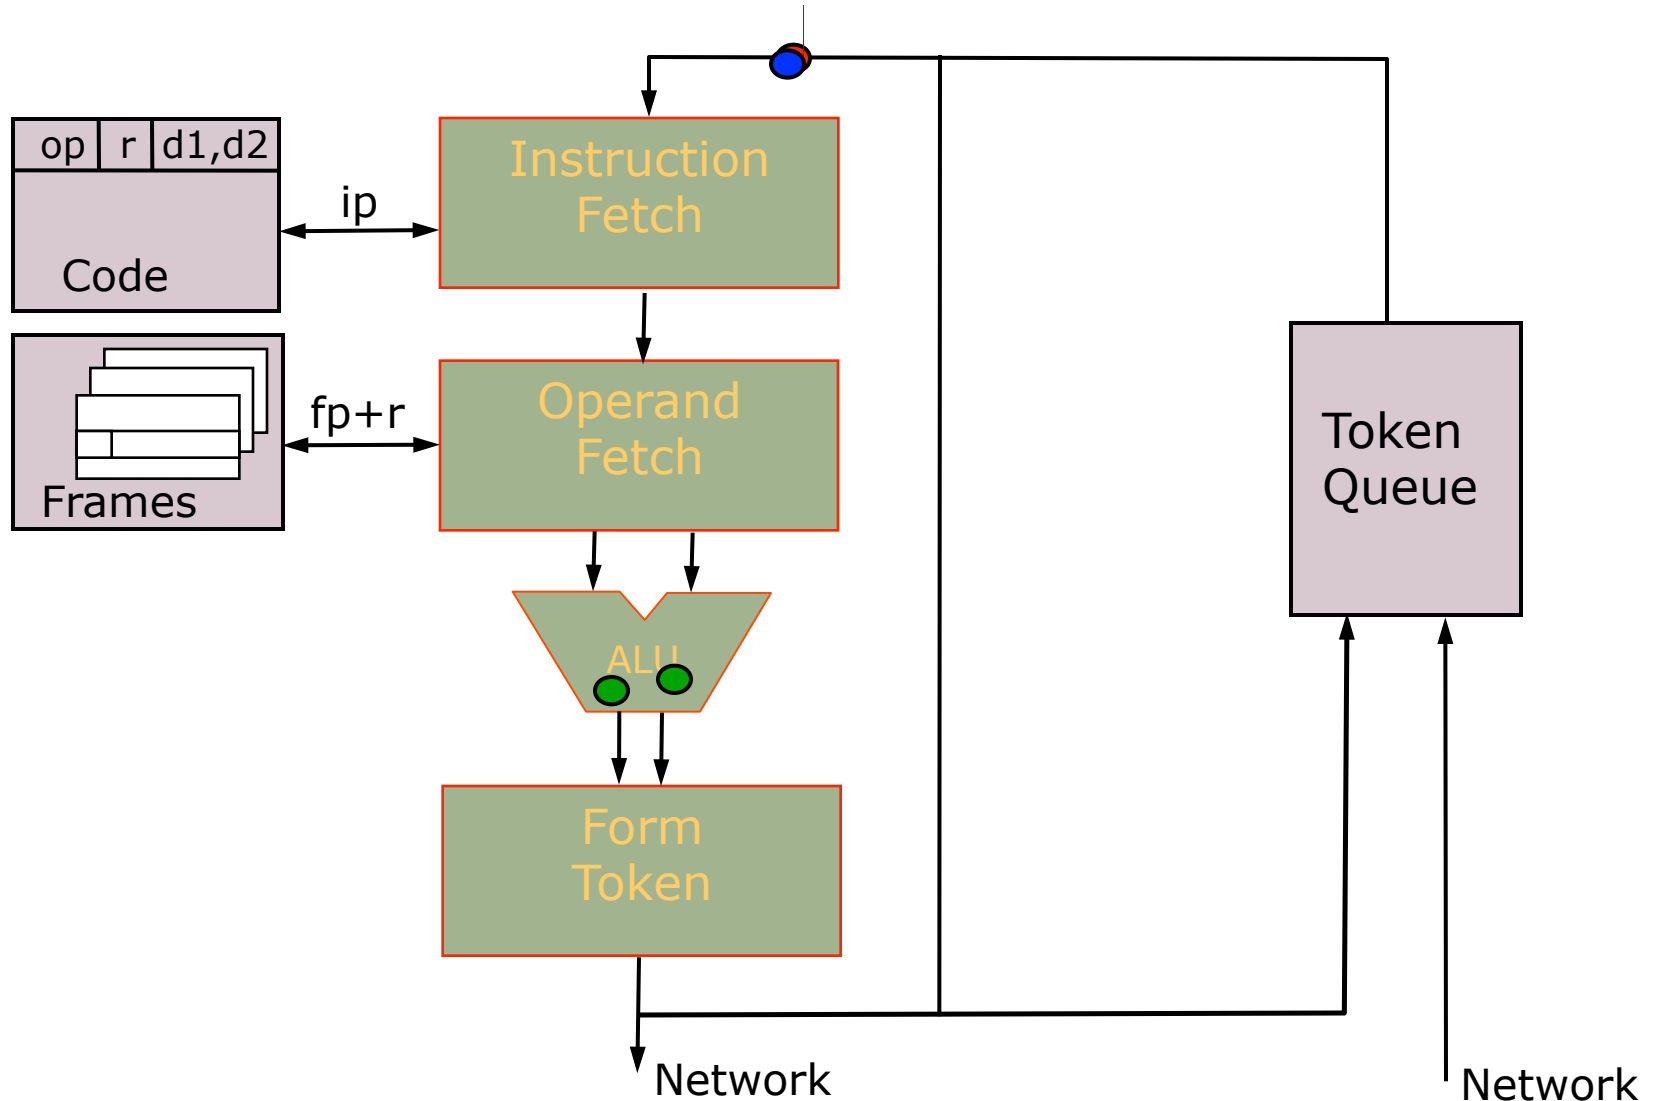 op
r
d1,d2
Code
ip
Instruction
Fetch
Frames
fp+r
Operand
Fetch
ALU
Form
Token
Token
Queue
Network
Network